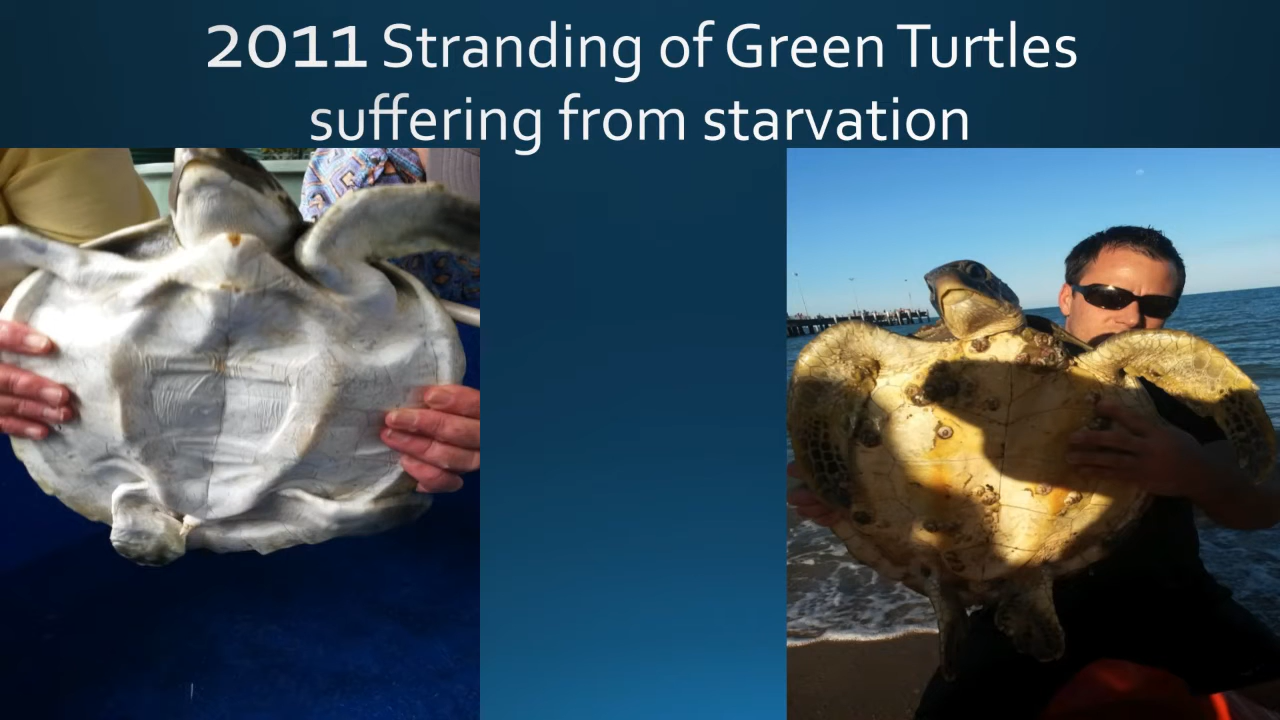 2011 Stranding of Green Turtles
suffering from starvation